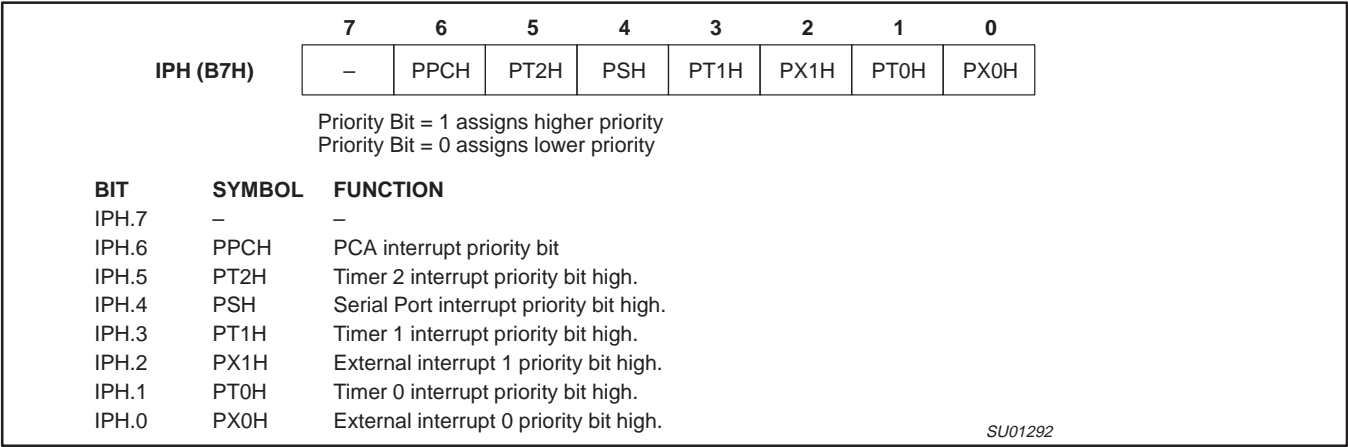 7 6 5 4 3 2 1 0
IPH (B7H) – PPCH PT2H PSH PT1H PX1H PT0H PX0H
Priority Bit = 1 assigns higher priority
Priority Bit = 0 assigns lower priority
BIT SYMBOL FUNCTION
IPH.7 – –
IPH.6 PPCH PCA interrupt priority bit
IPH.5 PT2H Timer 2 interrupt priority bit high.
IPH.4 PSH Serial Port interrupt priority bit high.
IPH.3 PT1H Timer 1 interrupt priority bit high.
IPH.2 PX1H External interrupt 1 priority bit high.
IPH.1 PT0H Timer 0 interrupt priority bit high.
IPH.0 PX0H External interrupt 0 priority bit high.
SU01292